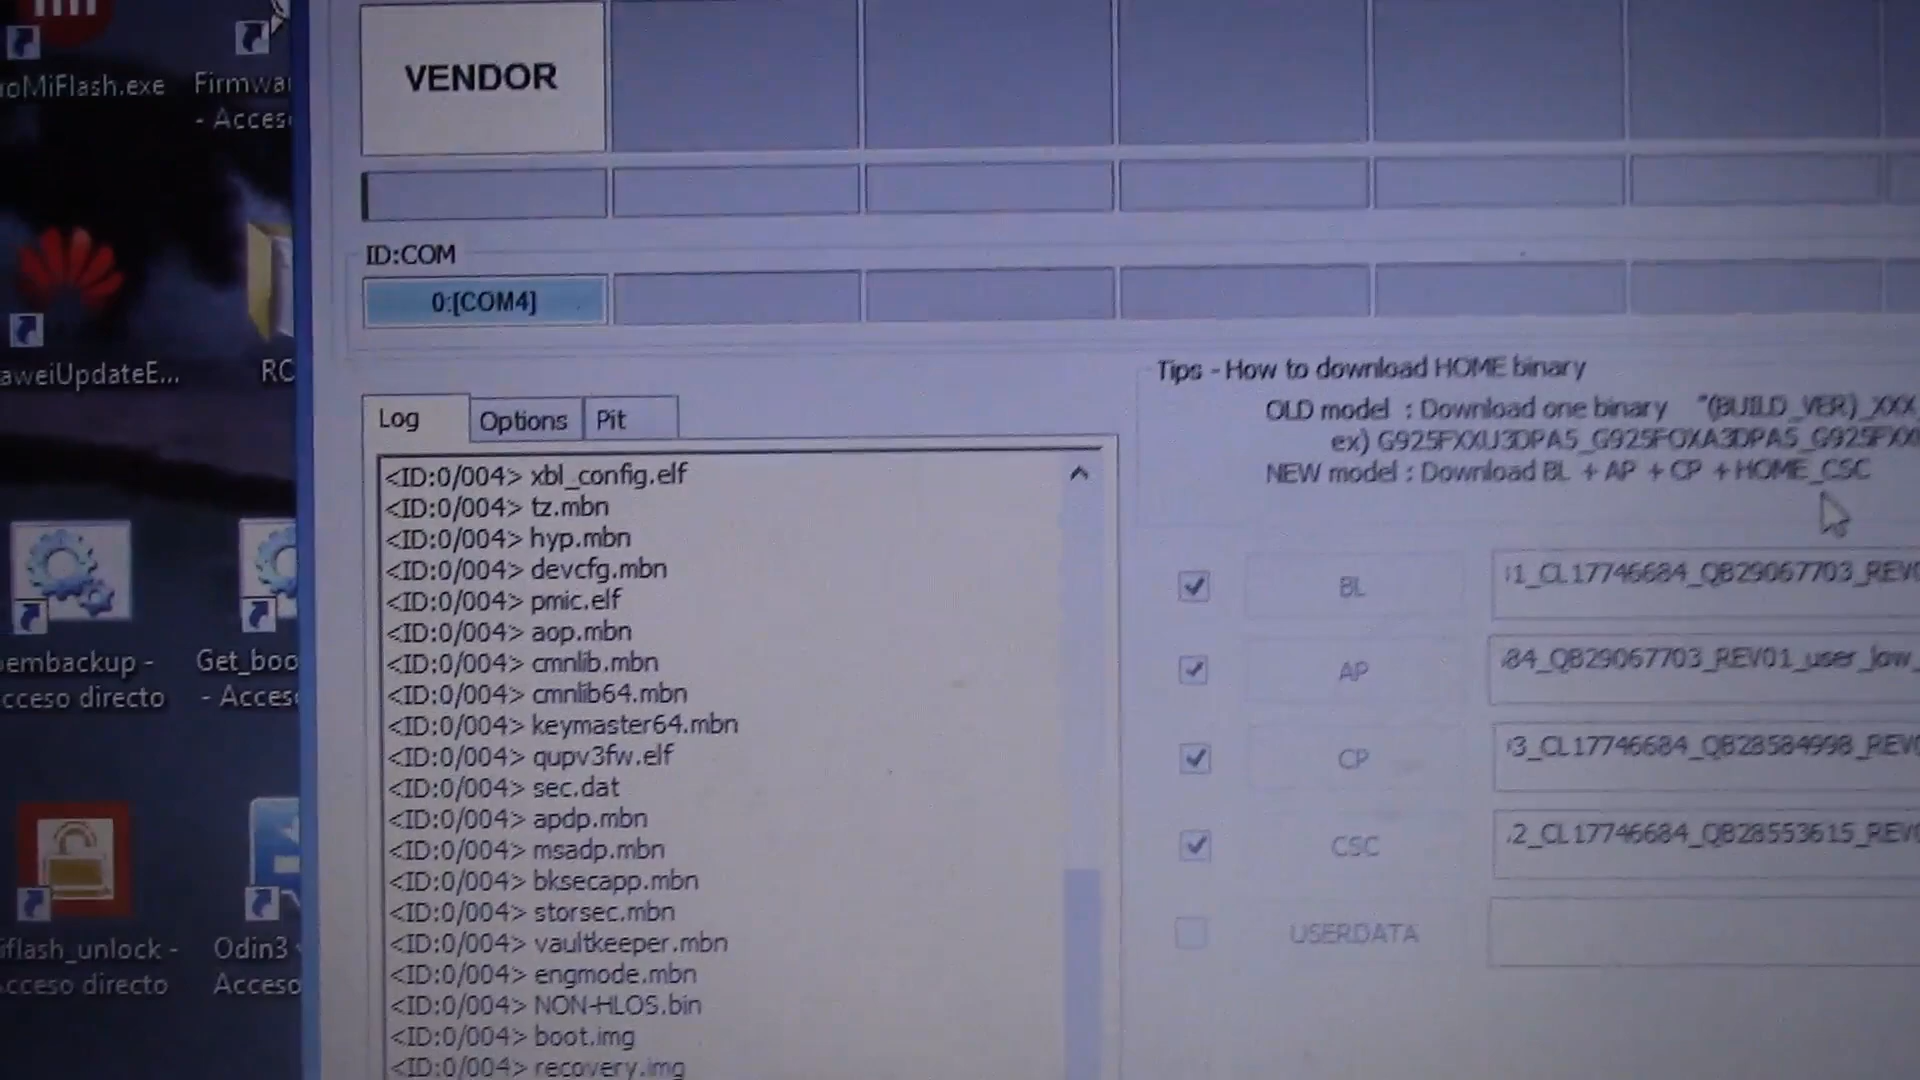 oMiFlash.exe
Firmwa
- Acces
aweiUpdateE...
RC
embackup -
cceso directo
Get_boo
- Acces
iflash_unlock -
cceso directo
Odin3
Acceso
VENDOR
ID:COM
0:[COM4]
Log
Options
Pit
<ID:0/004> xbl_config.elf
<ID:0/004> tz.mbn
<ID:0/004> hyp.mbn
<ID:0/004> devcfg.mbn
<ID:0/004> pmic.elf
<ID:0/004> aop.mbn
<ID:0/004> cmnlib.mbn
<ID:0/004> cmnlib64.mbn
<ID:0/004> keymaster64.mbn
<ID:0/004> qupv3fw.elf
<ID:0/004> sec.dat
<ID:0/004> apdp.mbn
<ID:0/004> msadp.mbn
<ID:0/004> bksecapp.mbn
<ID:0/004> storsec.mbn
<ID:0/004> vaultkeeper.mbn
<ID:0/004> engmode.mbn
<ID:0/004> NON-HLOS.bin
<ID:0/004> boot.img
<ID:0/004> recovery.img
Tips - How to download HOME binary
OLD model : Download one binary "(BUILD_VER)_XXX
ex) G925FXXU3DPA5_G925FOXA3DPA5_G925FXX
NEW model : Download BL + AP + CP + HOME_CSC
BL
1_CL17746684_QB29067703_REV0
AP
84_QB29067703_REV01_user_low_
CP
3_CL17746684_QB28584998_REV0
CSC
.2_CL17746684_QB28553615_REV0
USERDATA